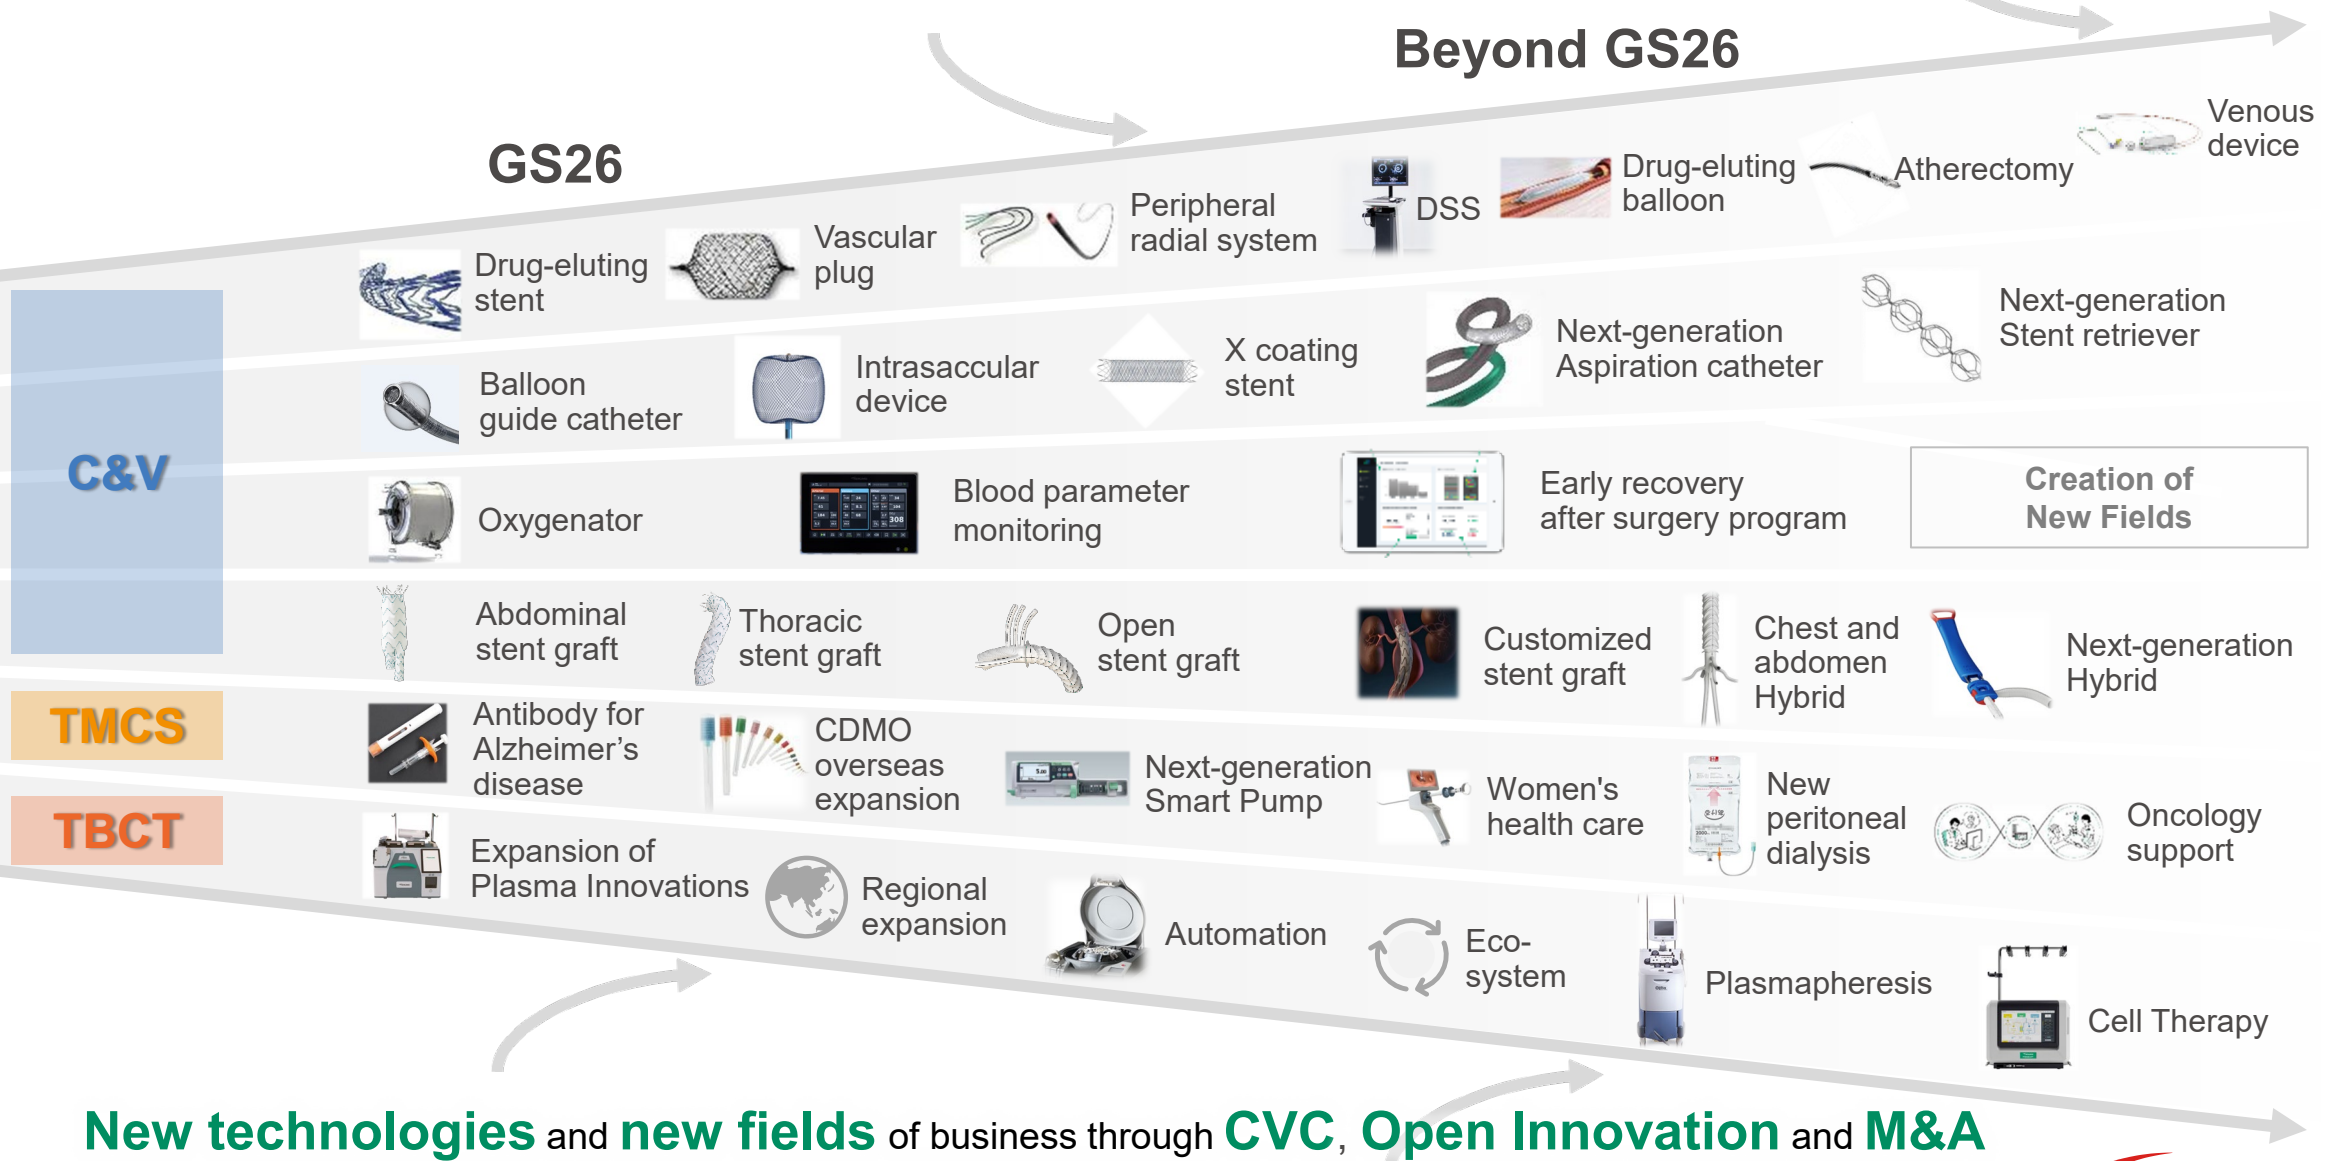 Beyond GS26
GS26
Venous
device
Drug-eluting
balloon
Atherectomy
Peripheral
radial system
DSS
Vascular
plug
Drug-eluting
stent
Next-generation
Stent retriever
Next-generation
Aspiration catheter
X coating
stent
Intrasaccular
device
Balloon
guide catheter
C&V
Oxygenator
Blood parameter
monitoring
Early recovery
after surgery program
Creation of
New Fields
Abdominal
stent graft
Thoracic
stent graft
Open
stent graft
Customized
stent graft
Chest and
abdomen
Hybrid
Next-generation
Hybrid
TMCS
Antibody for
Alzheimer’s
disease
CDMO
overseas
expansion
Next-generation
Smart Pump
Women's
health care
New
peritoneal
dialysis
Oncology
support
TBCT
Expansion of
Plasma Innovations
Regional
expansion
Automation
Eco-
system
Plasmapheresis
Cell Therapy
New technologies and new fields of business through CVC, Open Innovation and M&A